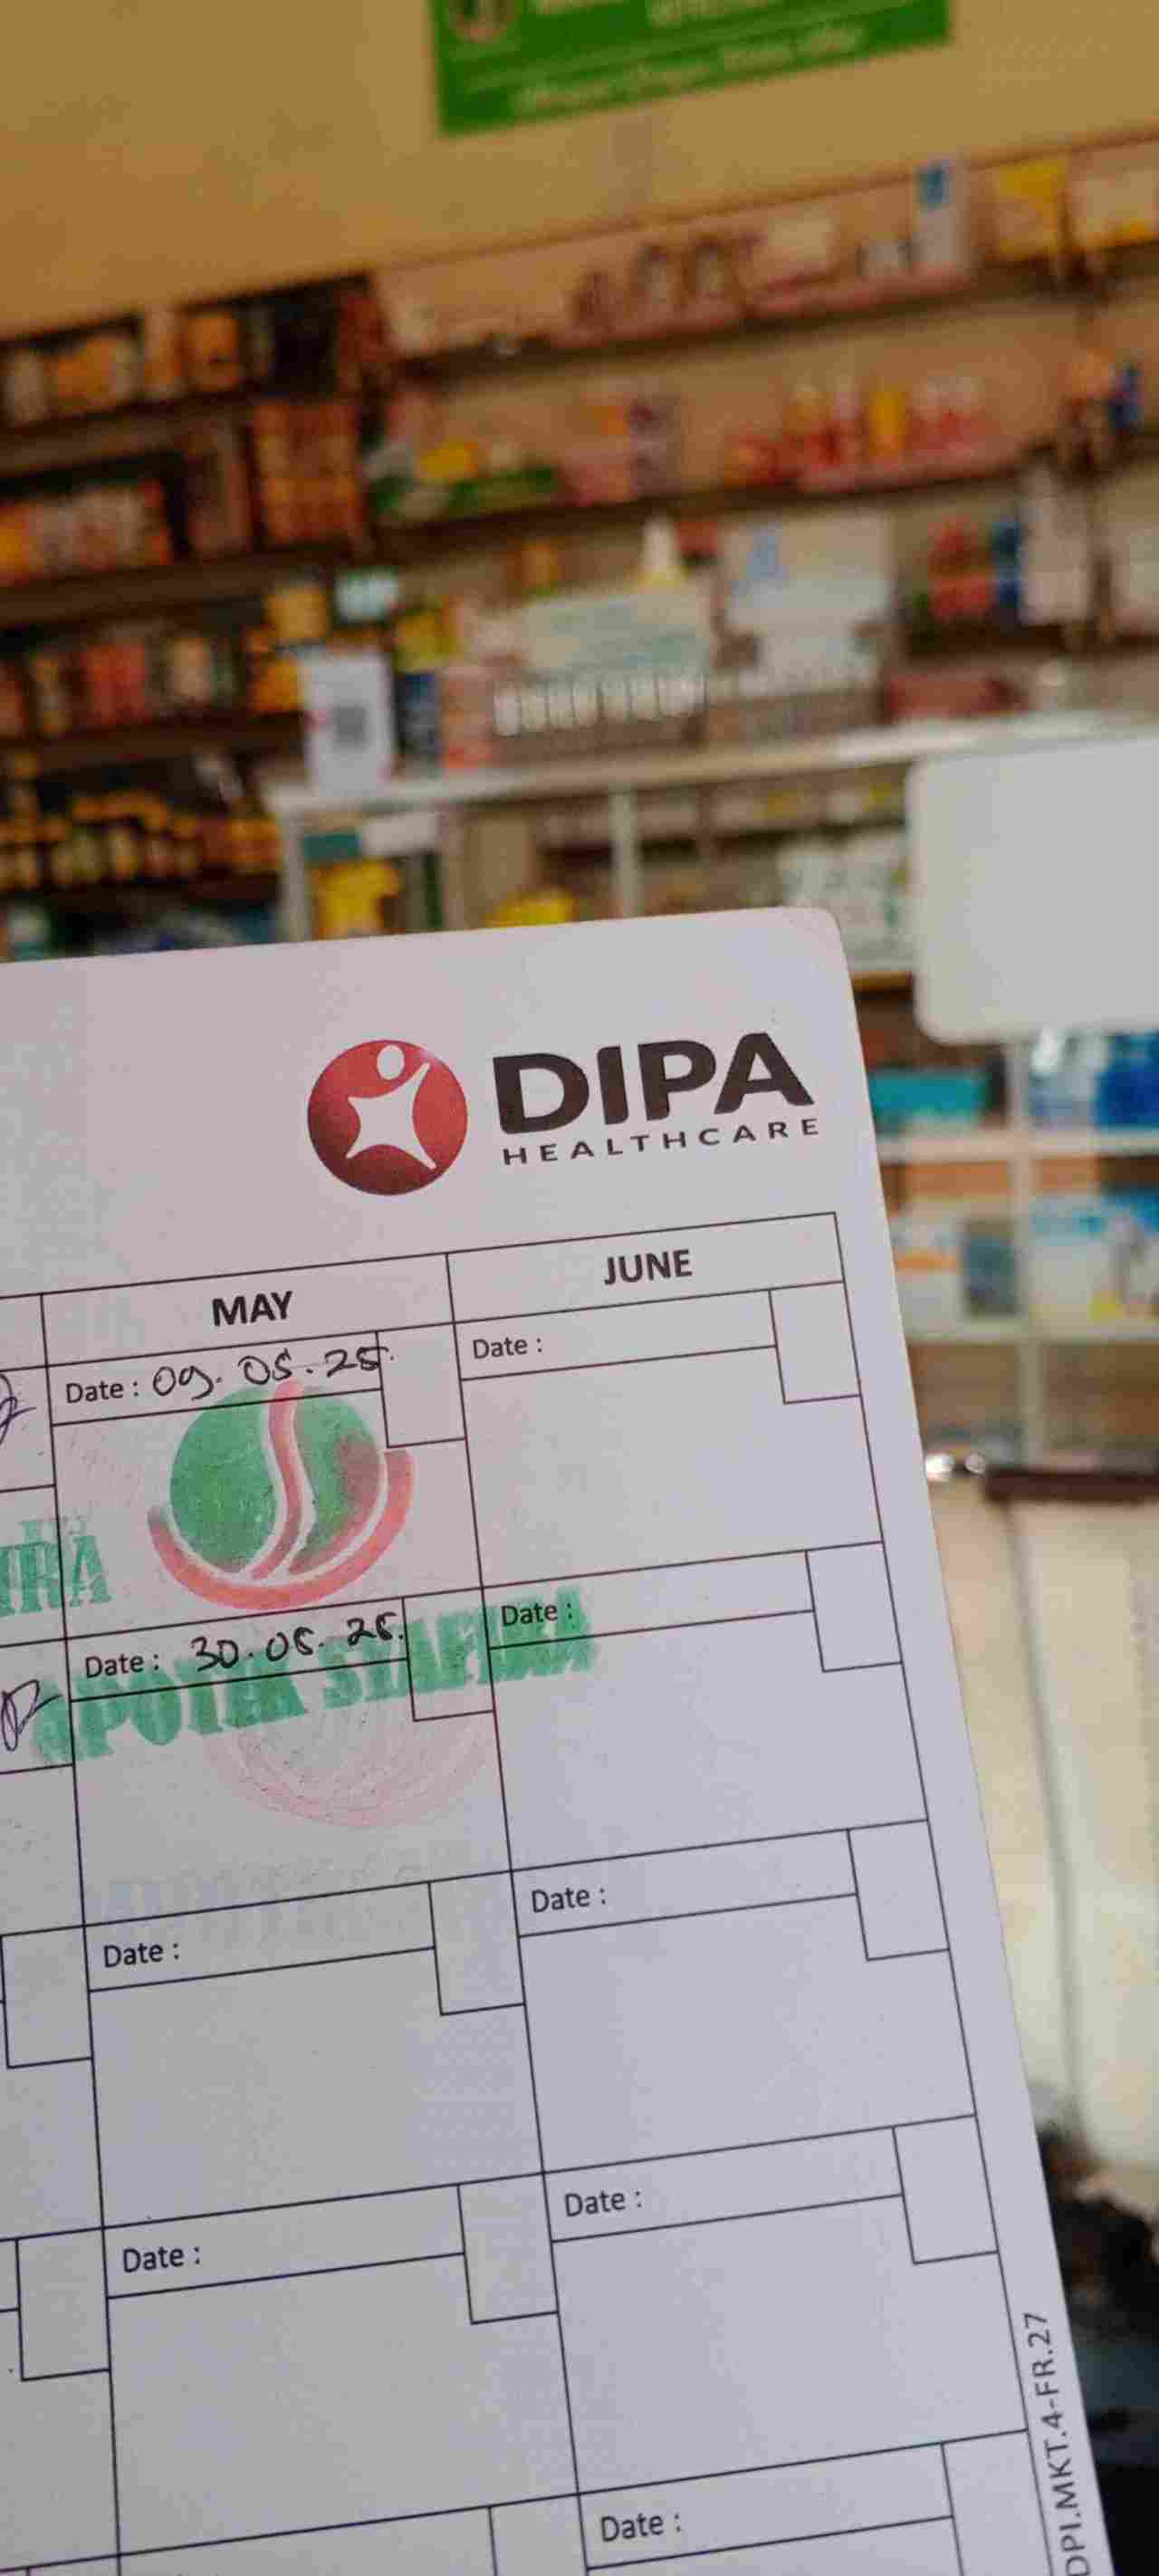 DIPA
HEALTHCARE
MAY
JUNE
Date : 09.05.25.
Date :
IRA
Date : 30.05.25.
Date :
APOTEK SYAFIRA
Date :
Date :
Date :
Date :
Date :
DPI.MKT.4-FR.27